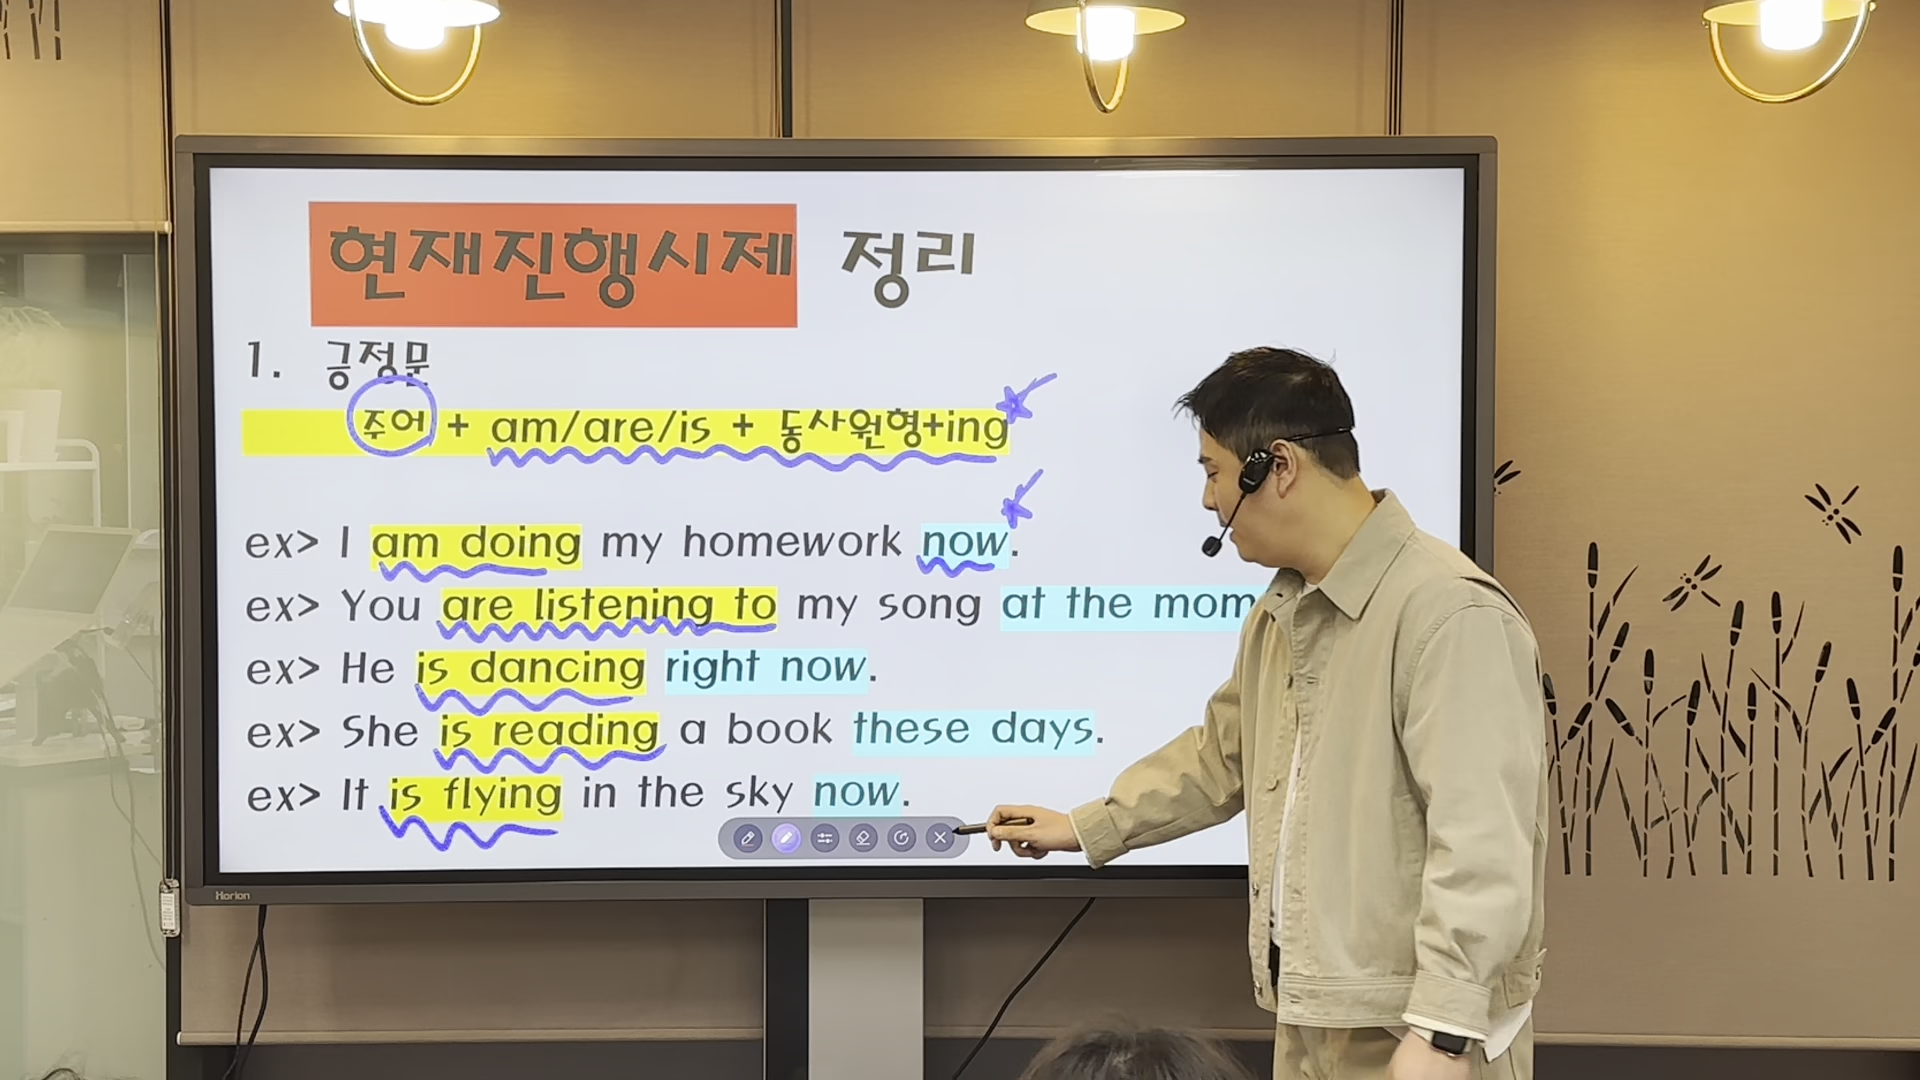 현재진행시제 정리
1. 긍정문
주어 + am/are/is + 동사원형+ing
ex> I am doing my homework now.
ex> You are listening to my song at the mom
ex> He is dancing right now.
ex> She is reading a book these days.
ex> It is flying in the sky now.
Horion